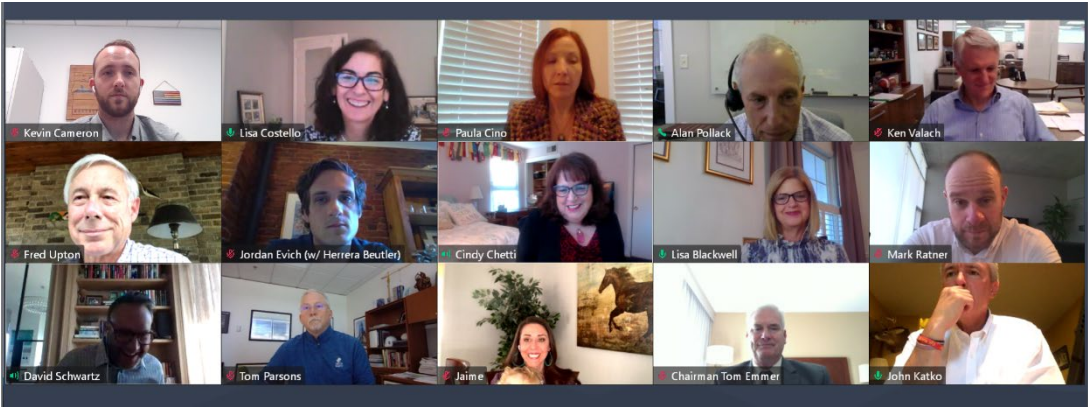 Kevin Cameron
Lisa Costello
Paula Cino
Alan Pollack
Ken Valach
Fred Upton
Jordan Evich (w/ Herrera Beutler)
Cindy Chetti
Lisa Blackwell
Mark Ratner
David Schwartz
Tom Parsons
Jaime
Chairman Tom Emmer
John Katko